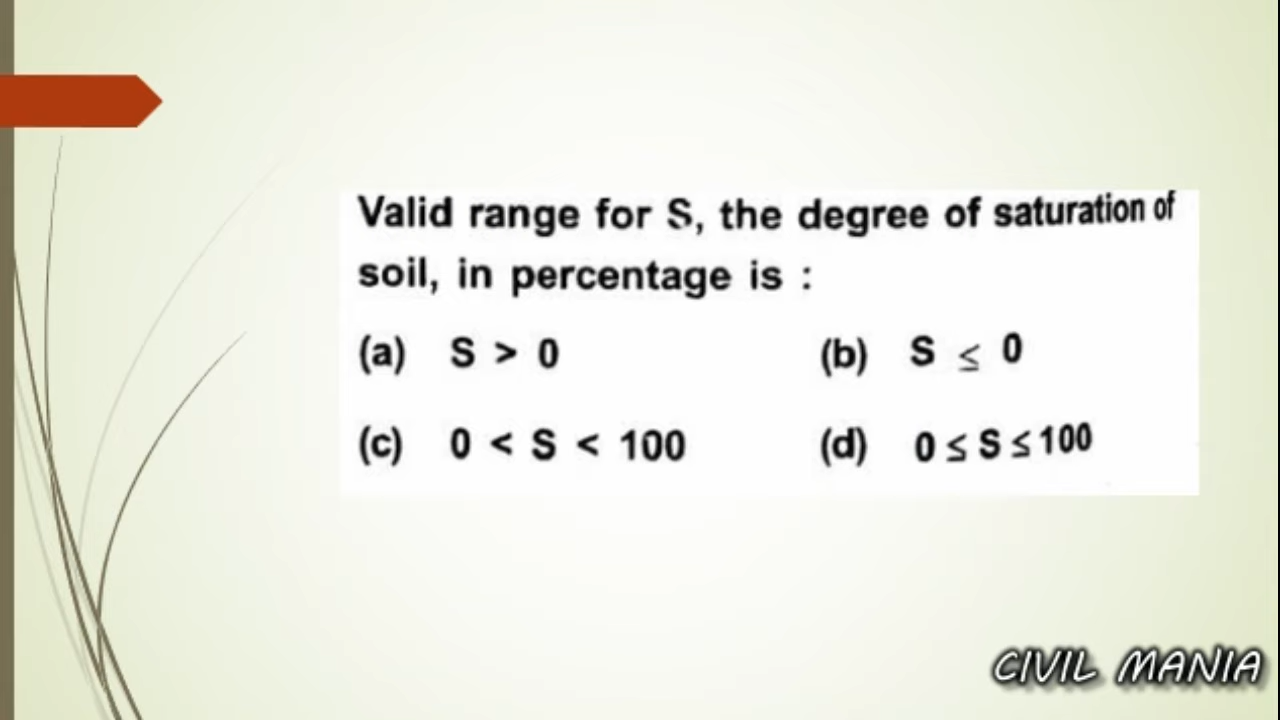 Valid range for S, the degree of saturation of
soil, in percentage is :
(a) S > 0 (b) S ≤ 0
(c) 0 < S < 100 (d) 0 ≤ S ≤ 100
CIVIL MANIA